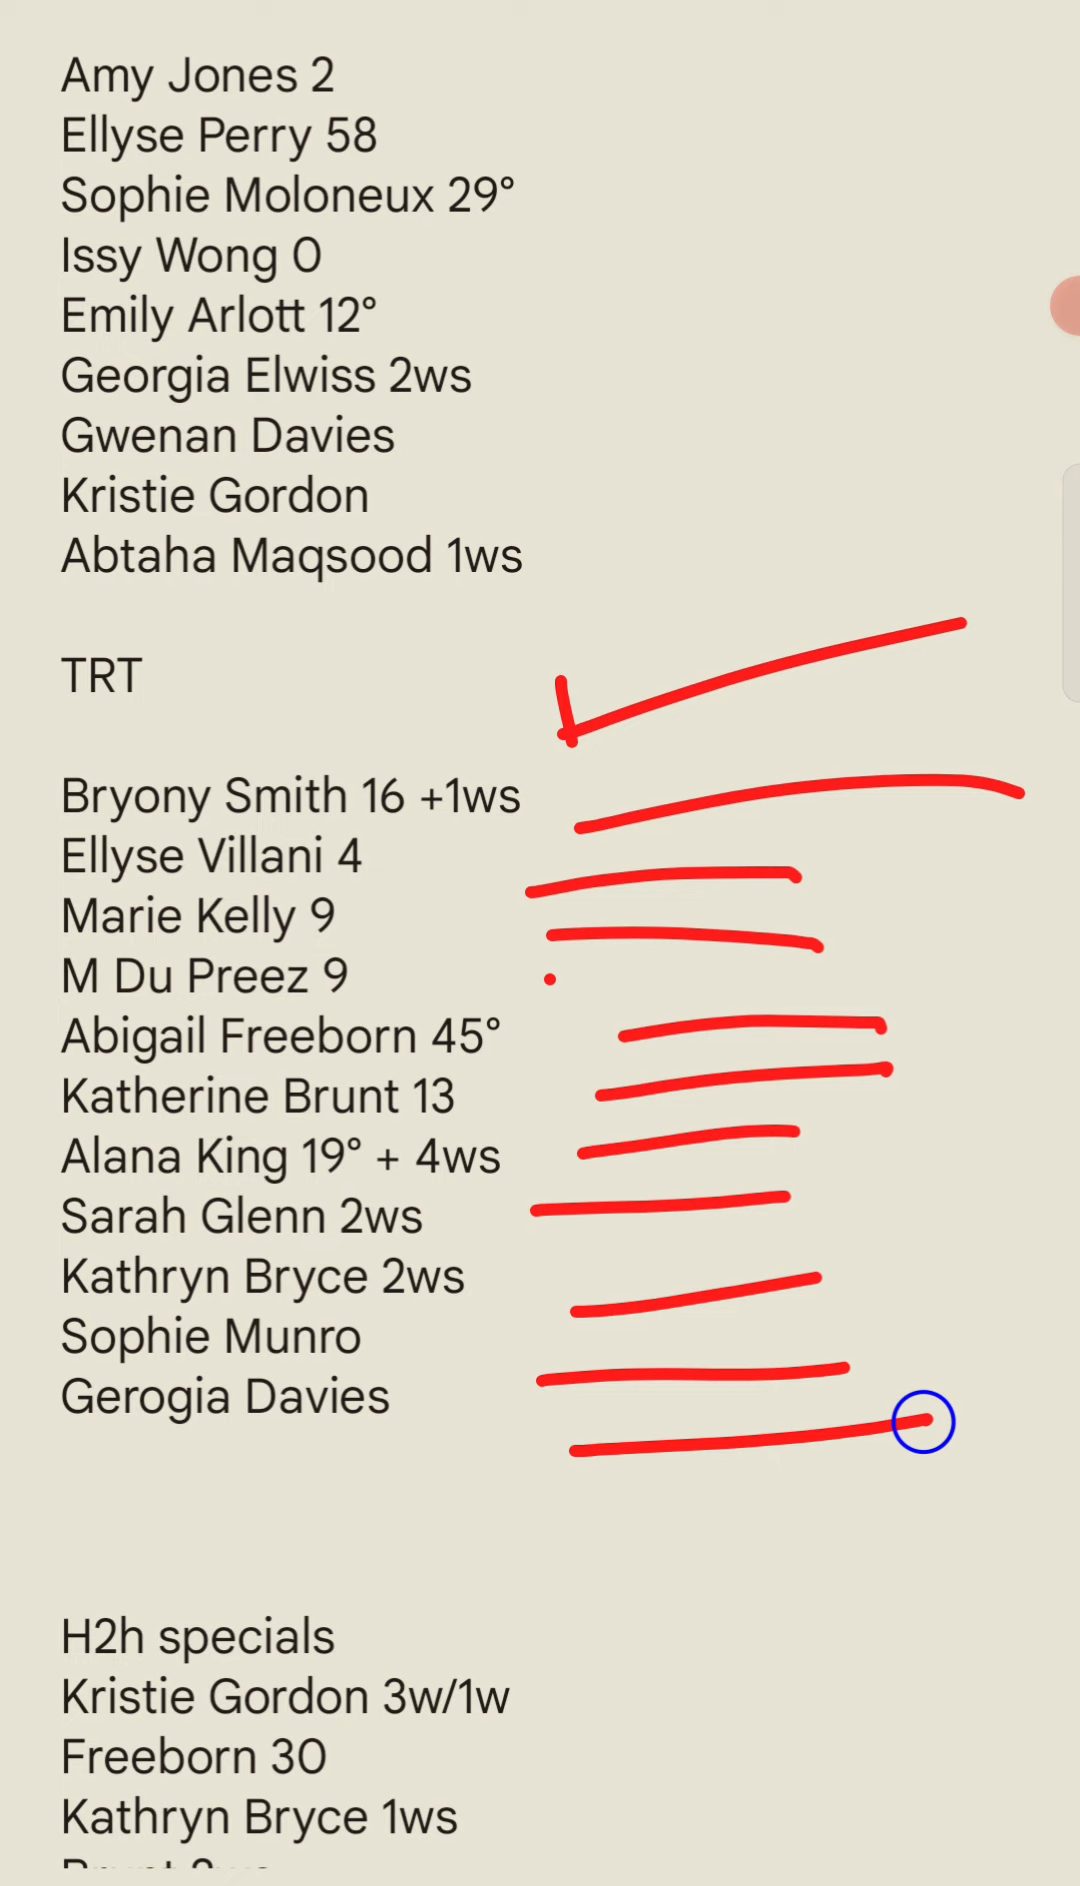 Amy Jones 2
Ellyse Perry 58
Sophie Moloneux 29°
Issy Wong 0
Emily Arlott 12°
Georgia Elwiss 2ws
Gwenan Davies
Kristie Gordon
Abtaha Maqsood 1ws
TRT
Bryony Smith 16 +1ws
Ellyse Villani 4
Marie Kelly 9
M Du Preez 9
Abigail Freeborn 45°
Katherine Brunt 13
Alana King 19° + 4ws
Sarah Glenn 2ws
Kathryn Bryce 2ws
Sophie Munro
Gerogia Davies
H2h specials
Kristie Gordon 3w/1w
Freeborn 30
Kathryn Bryce 1ws